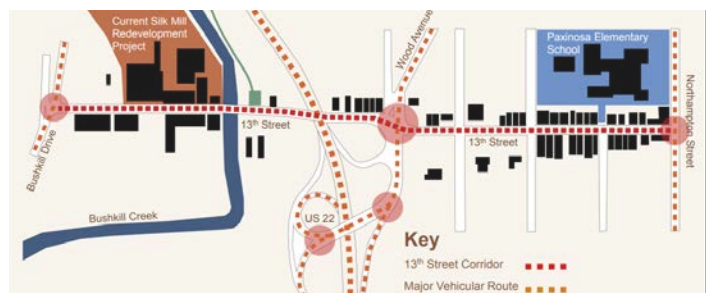 Current Silk Mill
Redevelopment
Project
Wood Avenue
Paxinosa Elementary
School
Northampton Street
13th Street
13th Street
Bushkill Drive
Bushkill Creek
US 22
Key
13th Street Corridor
Major Vehicular Route